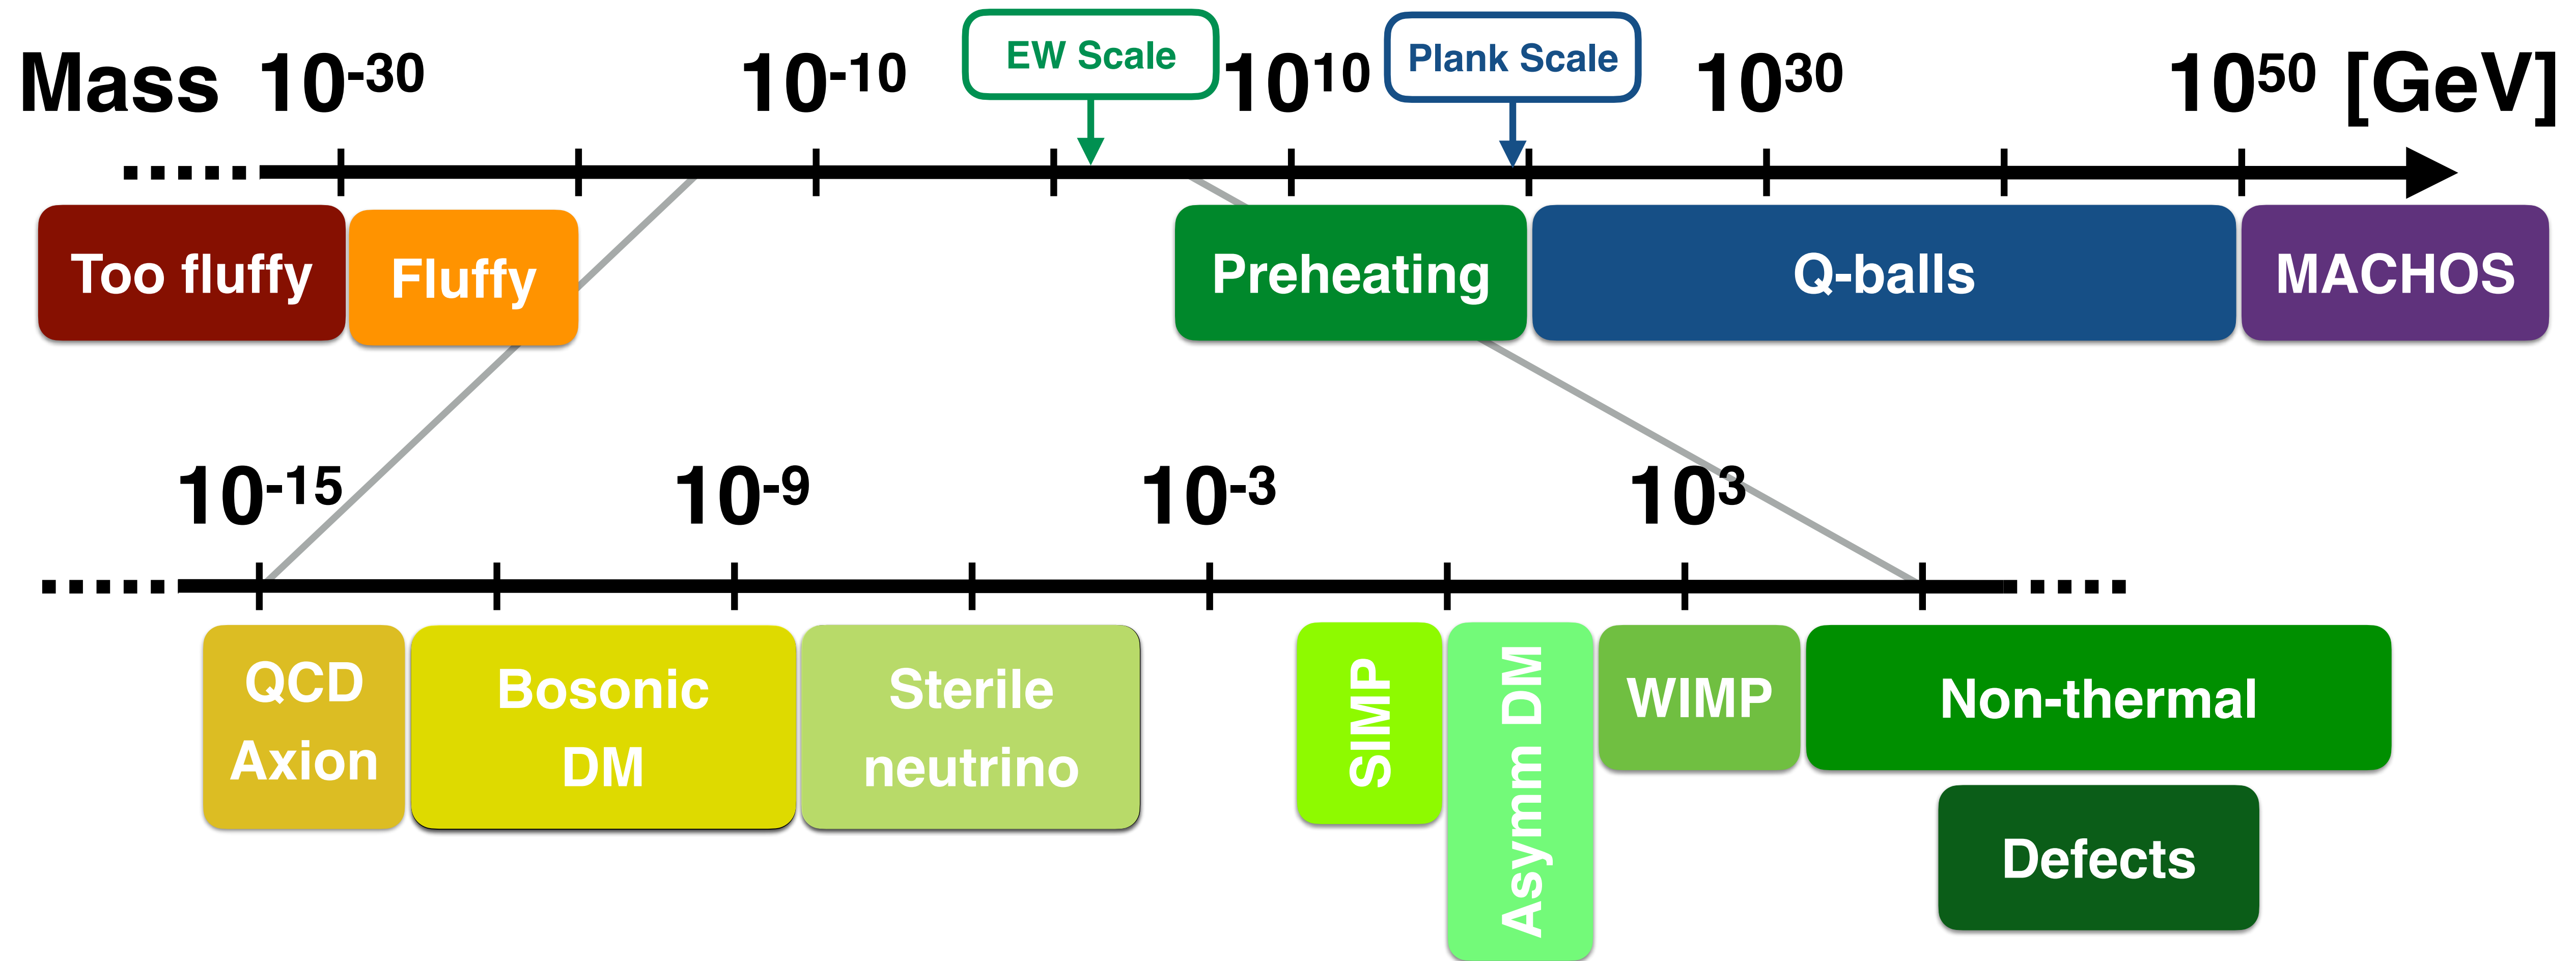 EW Scale
Plank Scale
Mass 10⁻³⁰ 10⁻¹⁰ 10¹⁰ 10³⁰ 10⁵⁰ [GeV]
Too fluffy
Fluffy
Preheating
Q-balls
MACHOS
10⁻¹⁵ 10⁻⁹ 10⁻³ 10³
QCD
Axion
Bosonic
DM
Sterile
neutrino
SIMP
Asymm DM
WIMP
Non-thermal
Defects